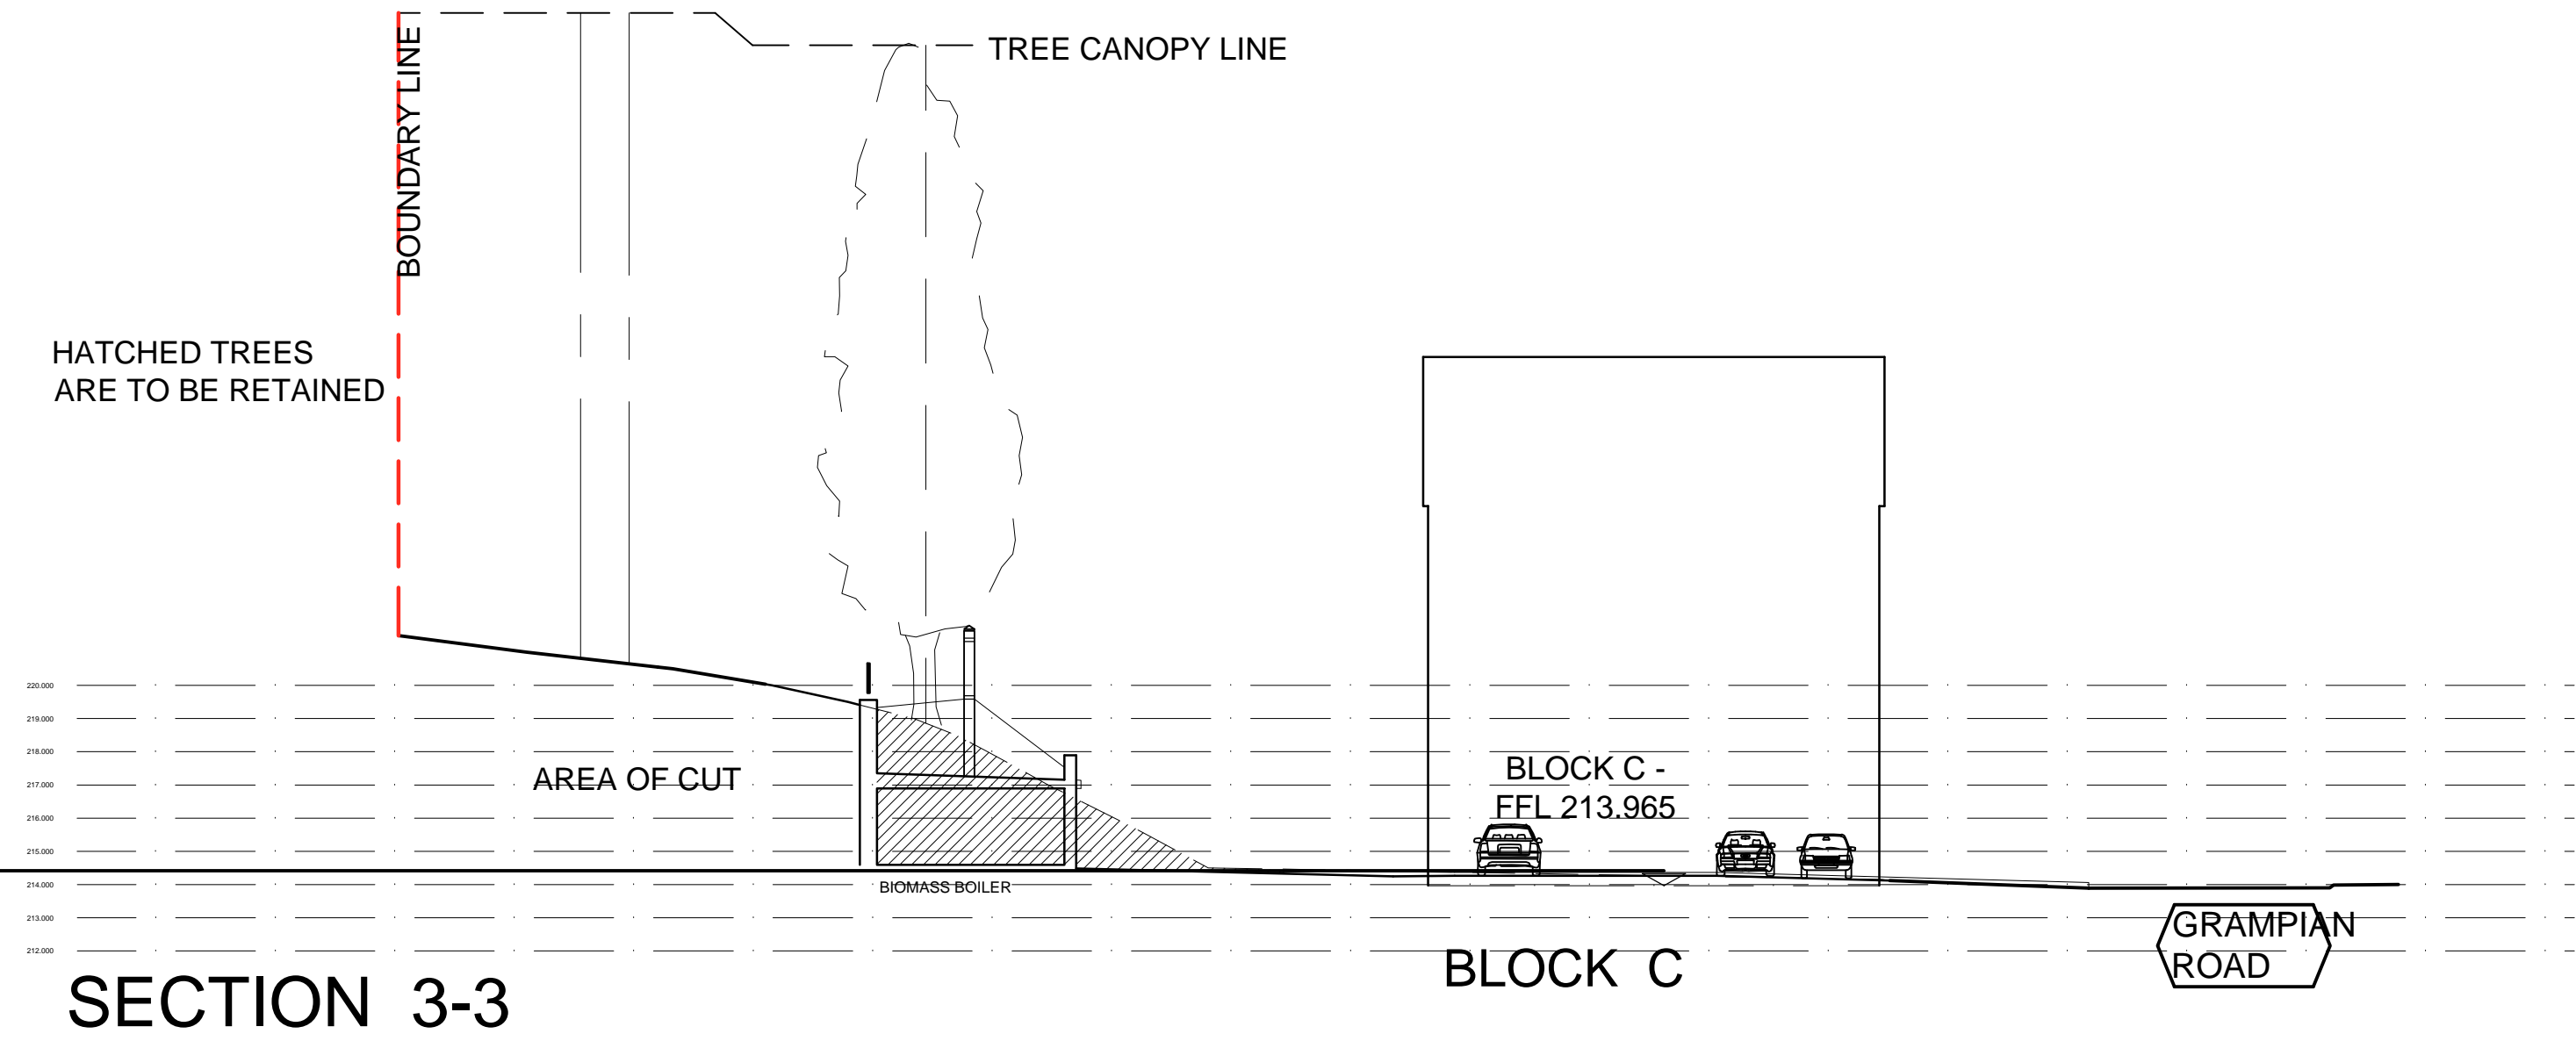 TREE CANOPY LINE
BOUNDARY LINE
HATCHED TREES
ARE TO BE RETAINED
220.000
219.000
218.000
217.000
216.000
215.000
214.000
213.000
212.000
AREA OF CUT
BIOMASS BOILER
BLOCK C -
FFL 213.965
BLOCK C
GRAMPIAN
ROAD
SECTION 3-3